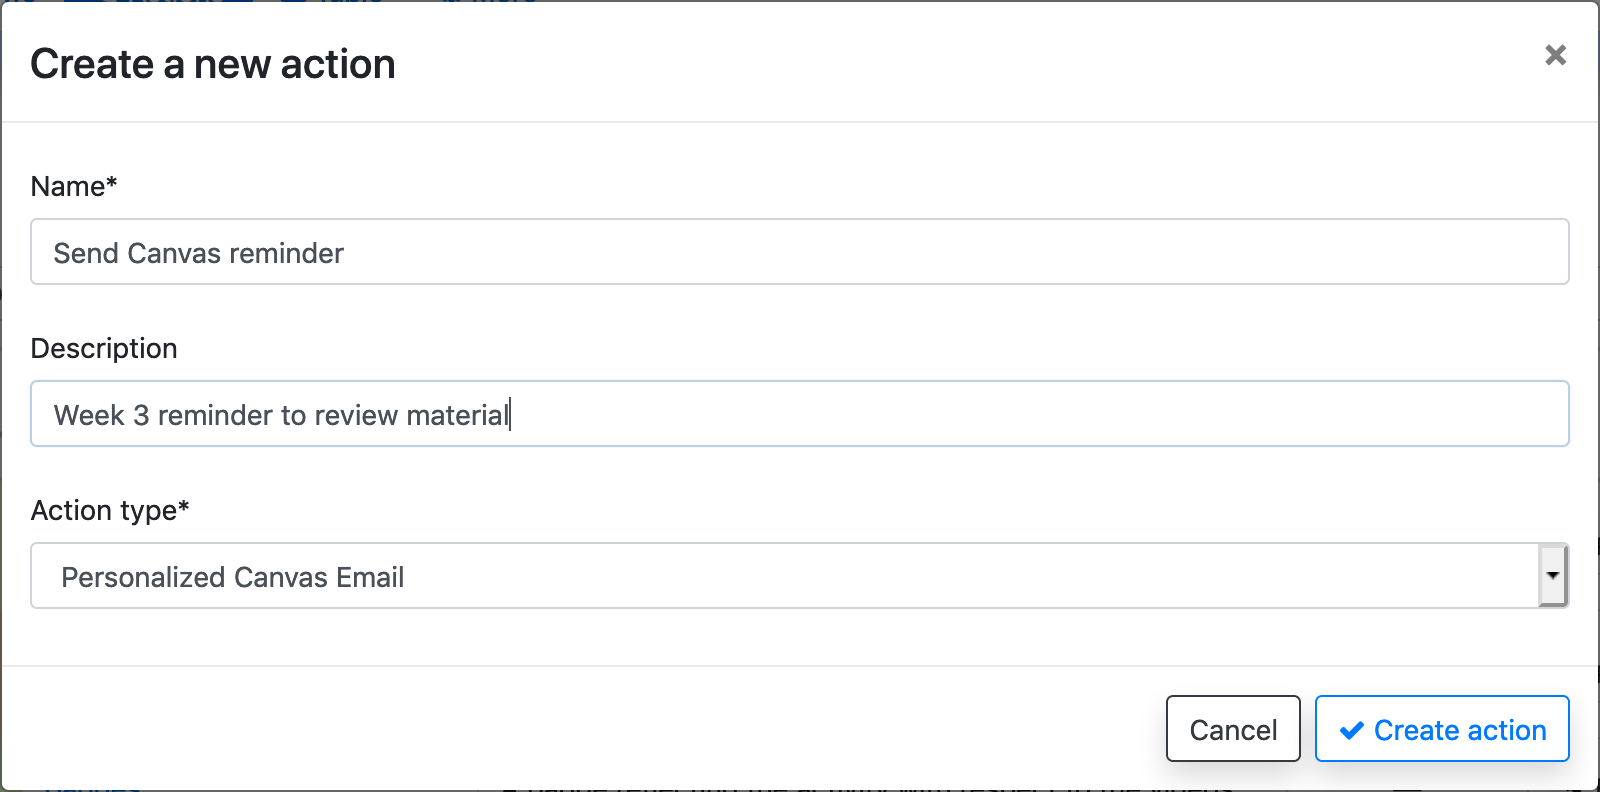 Create a new action
Name*
Send Canvas reminder
Description
Week 3 reminder to review material
Action type*
Personalized Canvas Email
Cancel
Create action